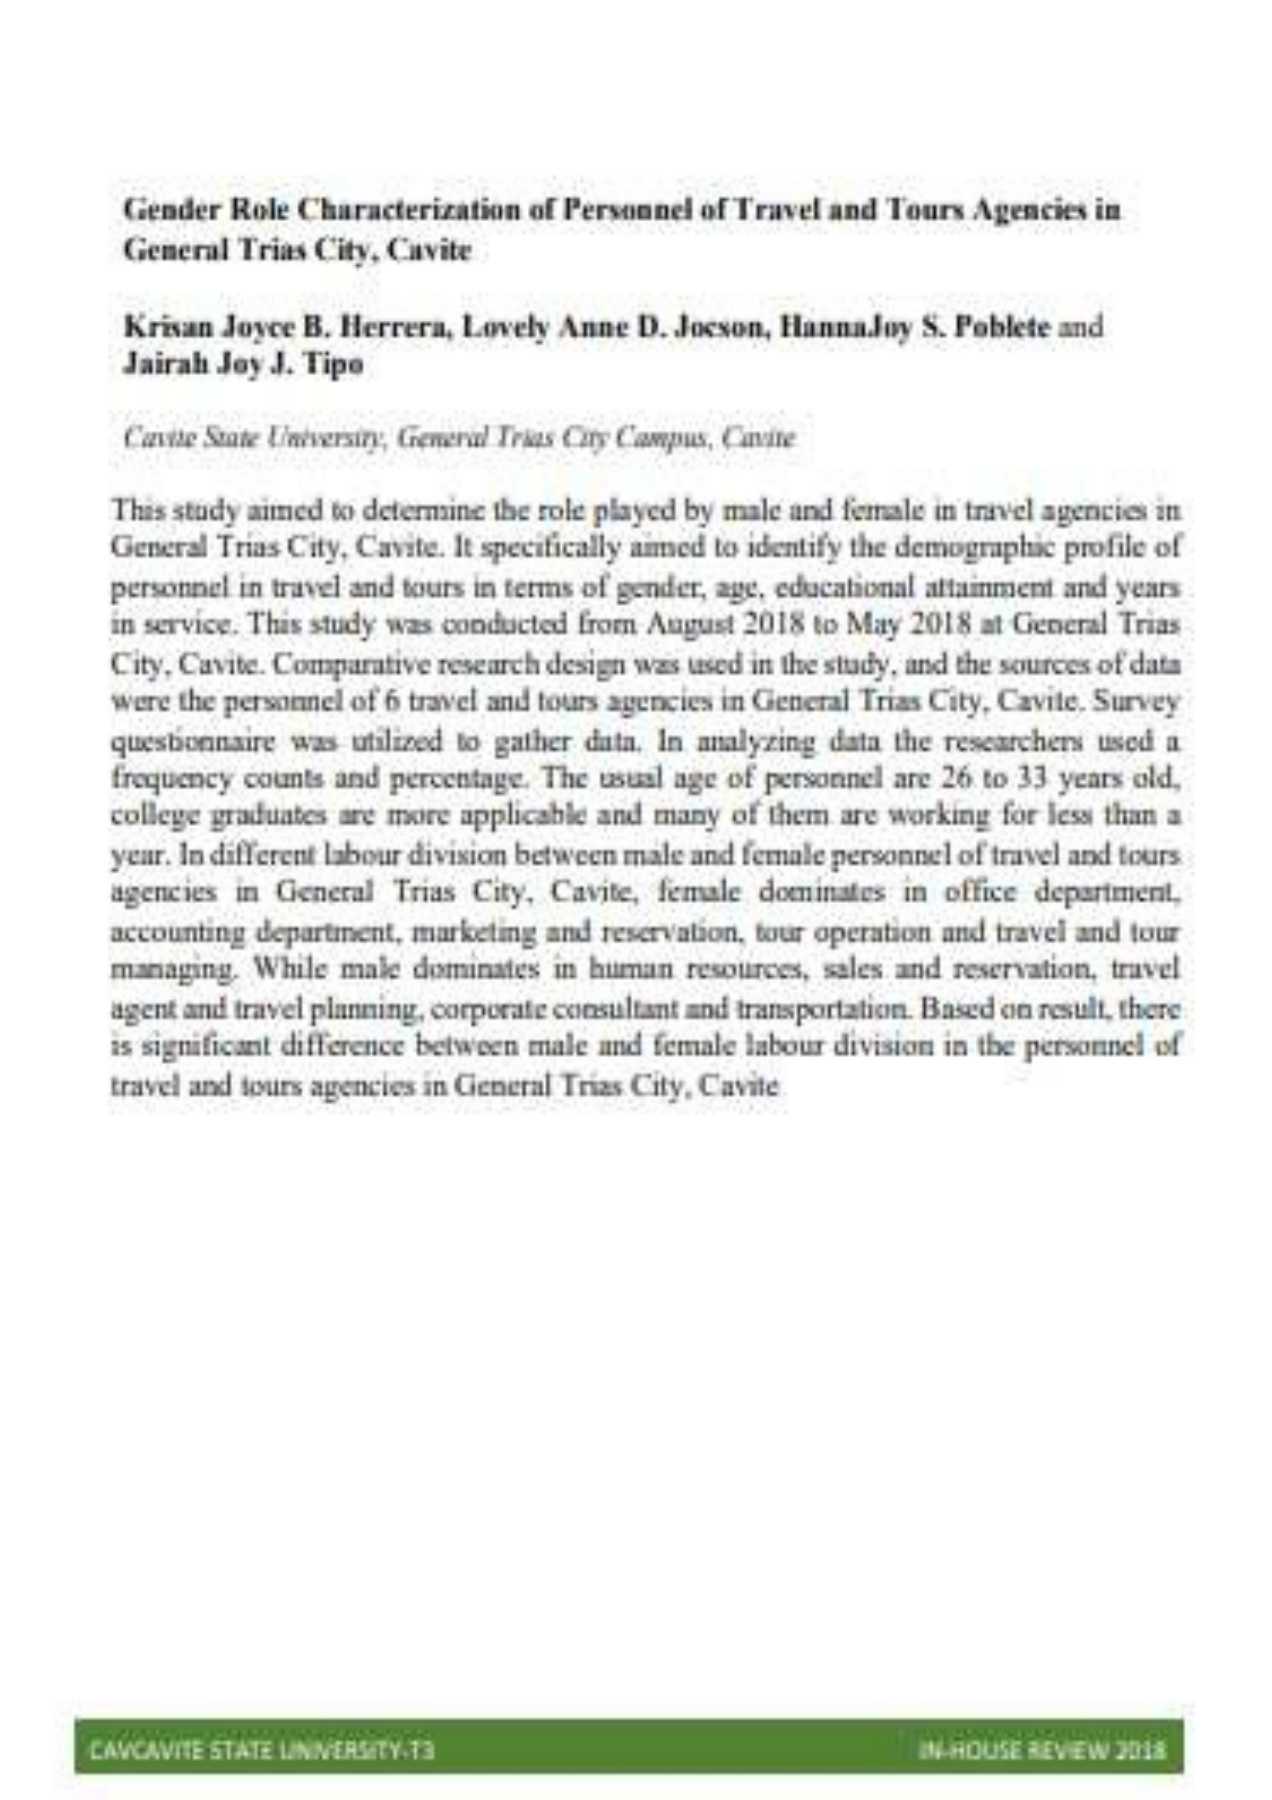 Gender Role Characterization of Personnel of Travel and Tours Agencies in
General Trias City, Cavite
Krisan Joyce B. Herrera, Lovely Anne D. Jocson, HannaJoy S. Poblete and
Jairah Joy J. Tipo
Cavite State University, General Trias City Campus, Cavite
This study aimed to determine the role played by male and female in travel agencies in
General Trias City, Cavite. It specifically aimed to identify the demographic profile of
personnel in travel and tours in terms of gender, age, educational attainment and years
in service. This study was conducted from August 2018 to May 2018 at General Trias
City, Cavite. Comparative research design was used in the study, and the sources of data
were the personnel of 6 travel and tours agencies in General Trias City, Cavite. Survey
questionnaire was utilized to gather data. In analyzing data the researchers used a
frequency counts and percentage. The usual age of personnel are 26 to 33 years old,
college graduates are more applicable and many of them are working for less than a
year. In different labour division between male and female personnel of travel and tours
agencies in General Trias City, Cavite, female dominates in office department,
accounting department, marketing and reservation, tour operation and travel and tour
managing. While male dominates in human resources, sales and reservation, travel
agent and travel planning, corporate consultant and transportation. Based on result, there
is significant difference between male and female labour division in the personnel of
travel and tours agencies in General Trias City, Cavite
CAVCAVITE STATE UNIVERSITY-T3
IN-HOUSE REVIEW 2018